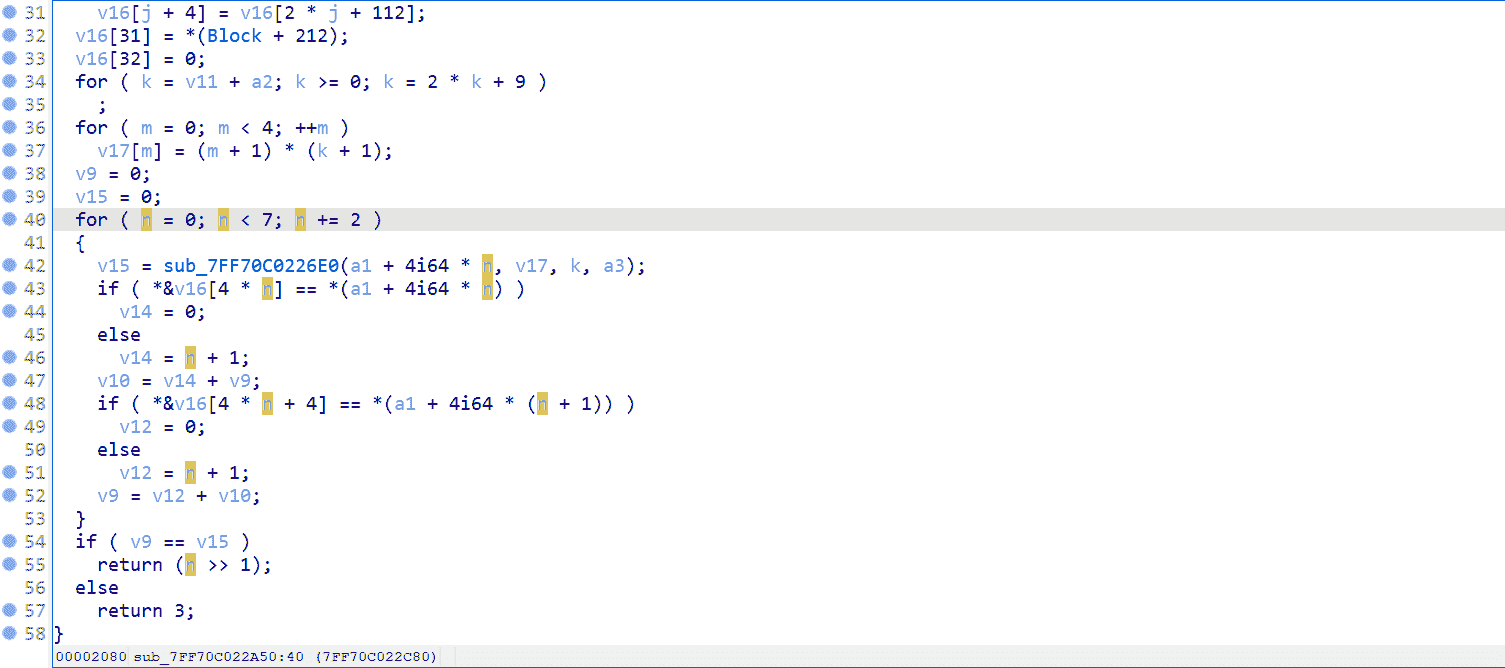 31 v16[j + 4] = v16[2 * j + 112];
32 v16[31] = *(Block + 212);
33 v16[32] = 0;
34 for ( k = v11 + a2; k >= 0; k = 2 * k + 9 )
35 ;
36 for ( m = 0; m < 4; ++m )
37 v17[m] = (m + 1) * (k + 1);
38 v9 = 0;
39 v15 = 0;
40 for ( n = 0; n < 7; n += 2 )
41 {
42 v15 = sub_7FF70C0226E0(a1 + 4i64 * n, v17, k, a3);
43 if ( *&v16[4 * n] == *(a1 + 4i64 * n) )
44 v14 = 0;
45 else
46 v14 = n + 1;
47 v10 = v14 + v9;
48 if ( *&v16[4 * n + 4] == *(a1 + 4i64 * (n + 1)) )
49 v12 = 0;
50 else
51 v12 = n + 1;
52 v9 = v12 + v10;
53 }
54 if ( v9 == v15 )
55 return (n >> 1);
56 else
57 return 3;
58 }
00002080 sub_7FF70C022A50:40 (7FF70C022C80)